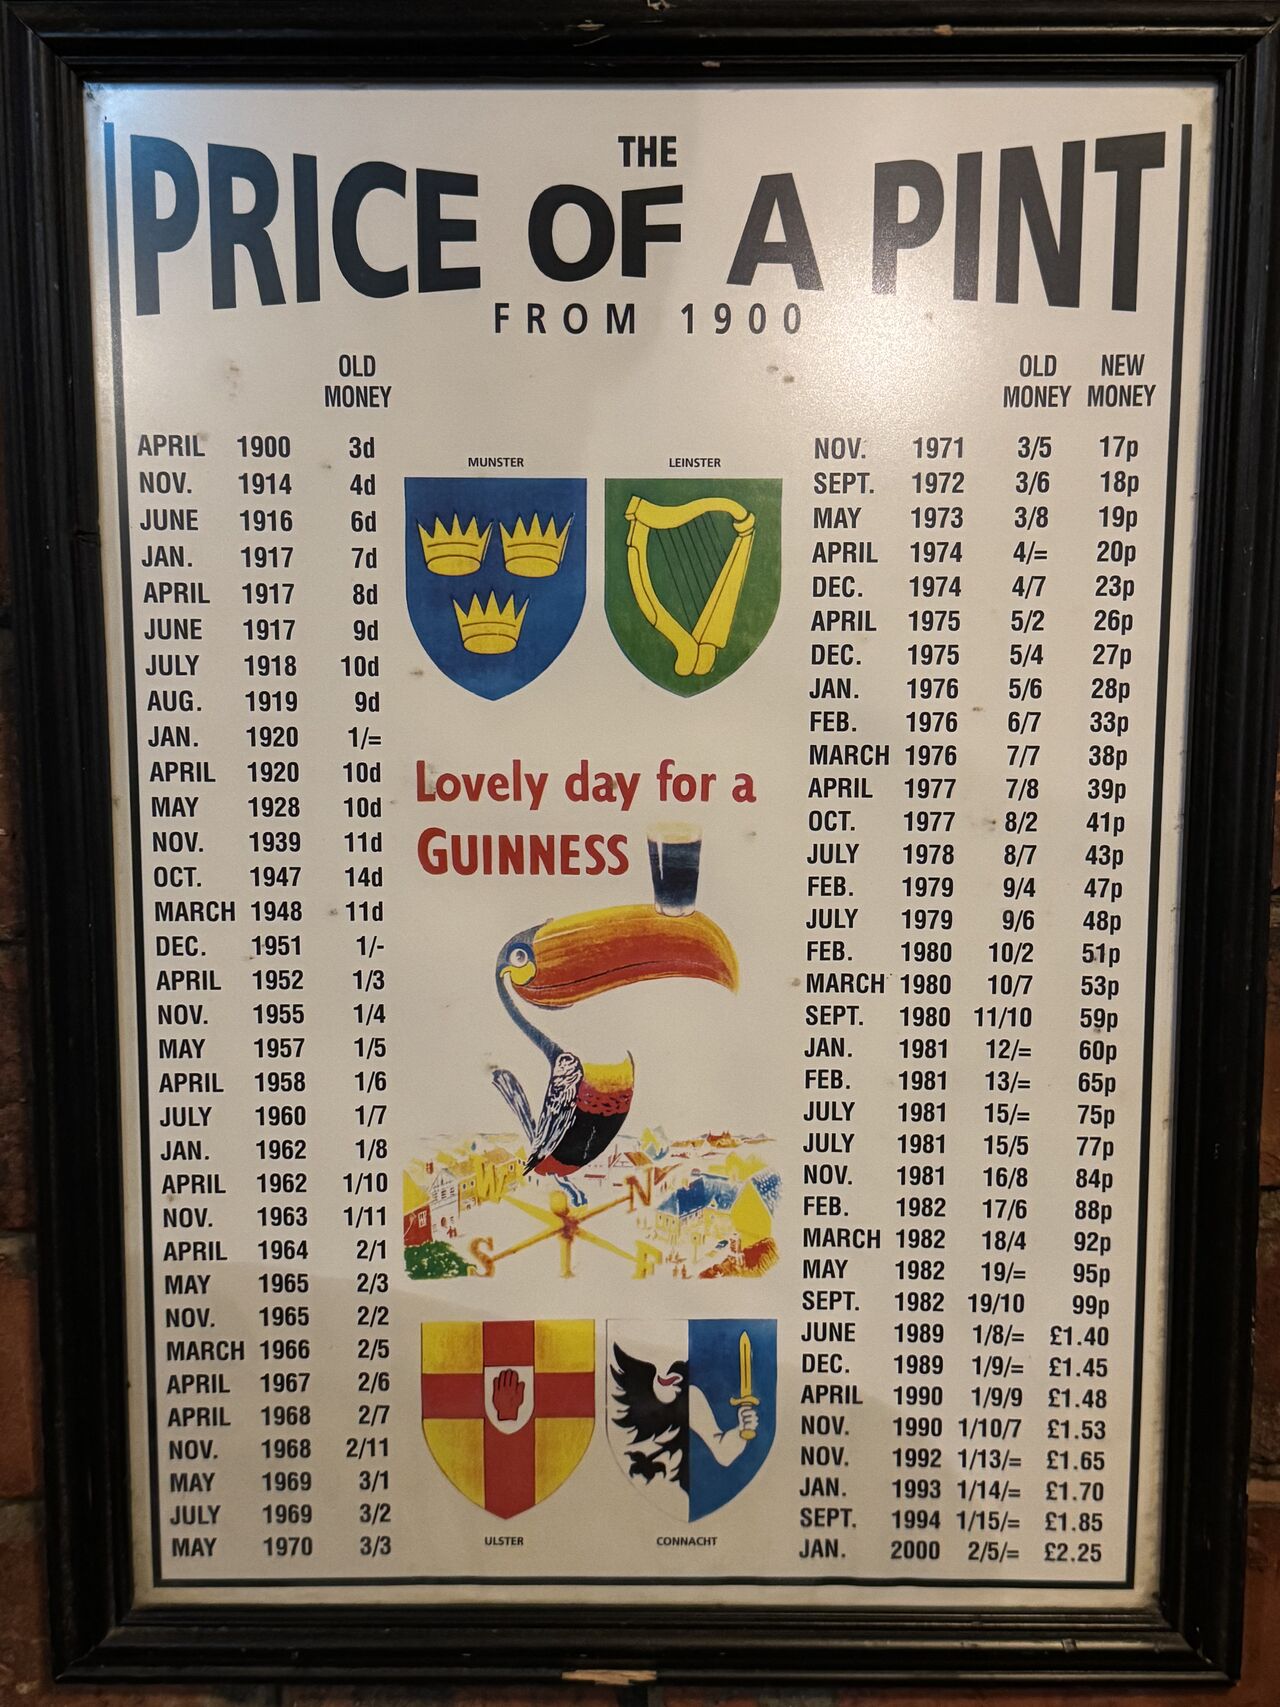 THE
PRICE OF A PINT
FROM 1900
OLD MONEY
APRIL 1900 3d
NOV. 1914 4d
JUNE 1916 6d
JAN. 1917 7d
APRIL 1917 8d
JUNE 1917 9d
JULY 1918 10d
AUG. 1919 9d
JAN. 1920 1/=
APRIL 1920 10d
MAY 1928 10d
NOV. 1939 11d
OCT. 1947 14d
MARCH 1948 11d
DEC. 1951 1/-
APRIL 1952 1/3
NOV. 1955 1/4
MAY 1957 1/5
APRIL 1958 1/6
JULY 1960 1/7
JAN. 1962 1/8
APRIL 1962 1/10
NOV. 1963 1/11
APRIL 1964 2/1
MAY 1965 2/3
NOV. 1965 2/2
MARCH 1966 2/5
APRIL 1967 2/6
APRIL 1968 2/7
NOV. 1968 2/11
MAY 1969 3/1
JULY 1969 3/2
MAY 1970 3/3
MUNSTER LEINSTER
Lovely day for a
GUINNESS
W N
S E
ULSTER CONNACHT
OLD MONEY NEW MONEY
NOV. 1971 3/5 17p
SEPT. 1972 3/6 18p
MAY 1973 3/8 19p
APRIL 1974 4/= 20p
DEC. 1974 4/7 23p
APRIL 1975 5/2 26p
DEC. 1975 5/4 27p
JAN. 1976 5/6 28p
FEB. 1976 6/7 33p
MARCH 1976 7/7 38p
APRIL 1977 7/8 39p
OCT. 1977 8/2 41p
JULY 1978 8/7 43p
FEB. 1979 9/4 47p
JULY 1979 9/6 48p
FEB. 1980 10/2 51p
MARCH 1980 10/7 53p
SEPT. 1980 11/10 59p
JAN. 1981 12/= 60p
FEB. 1981 13/= 65p
JULY 1981 15/= 75p
JULY 1981 15/5 77p
NOV. 1981 16/8 84p
FEB. 1982 17/6 88p
MARCH 1982 18/4 92p
MAY 1982 19/= 95p
SEPT. 1982 19/10 99p
JUNE 1989 1/8/= £1.40
DEC. 1989 1/9/= £1.45
APRIL 1990 1/9/9 £1.48
NOV. 1990 1/10/7 £1.53
NOV. 1992 1/13/= £1.65
JAN. 1993 1/14/= £1.70
SEPT. 1994 1/15/= £1.85
JAN. 2000 2/5/= £2.25